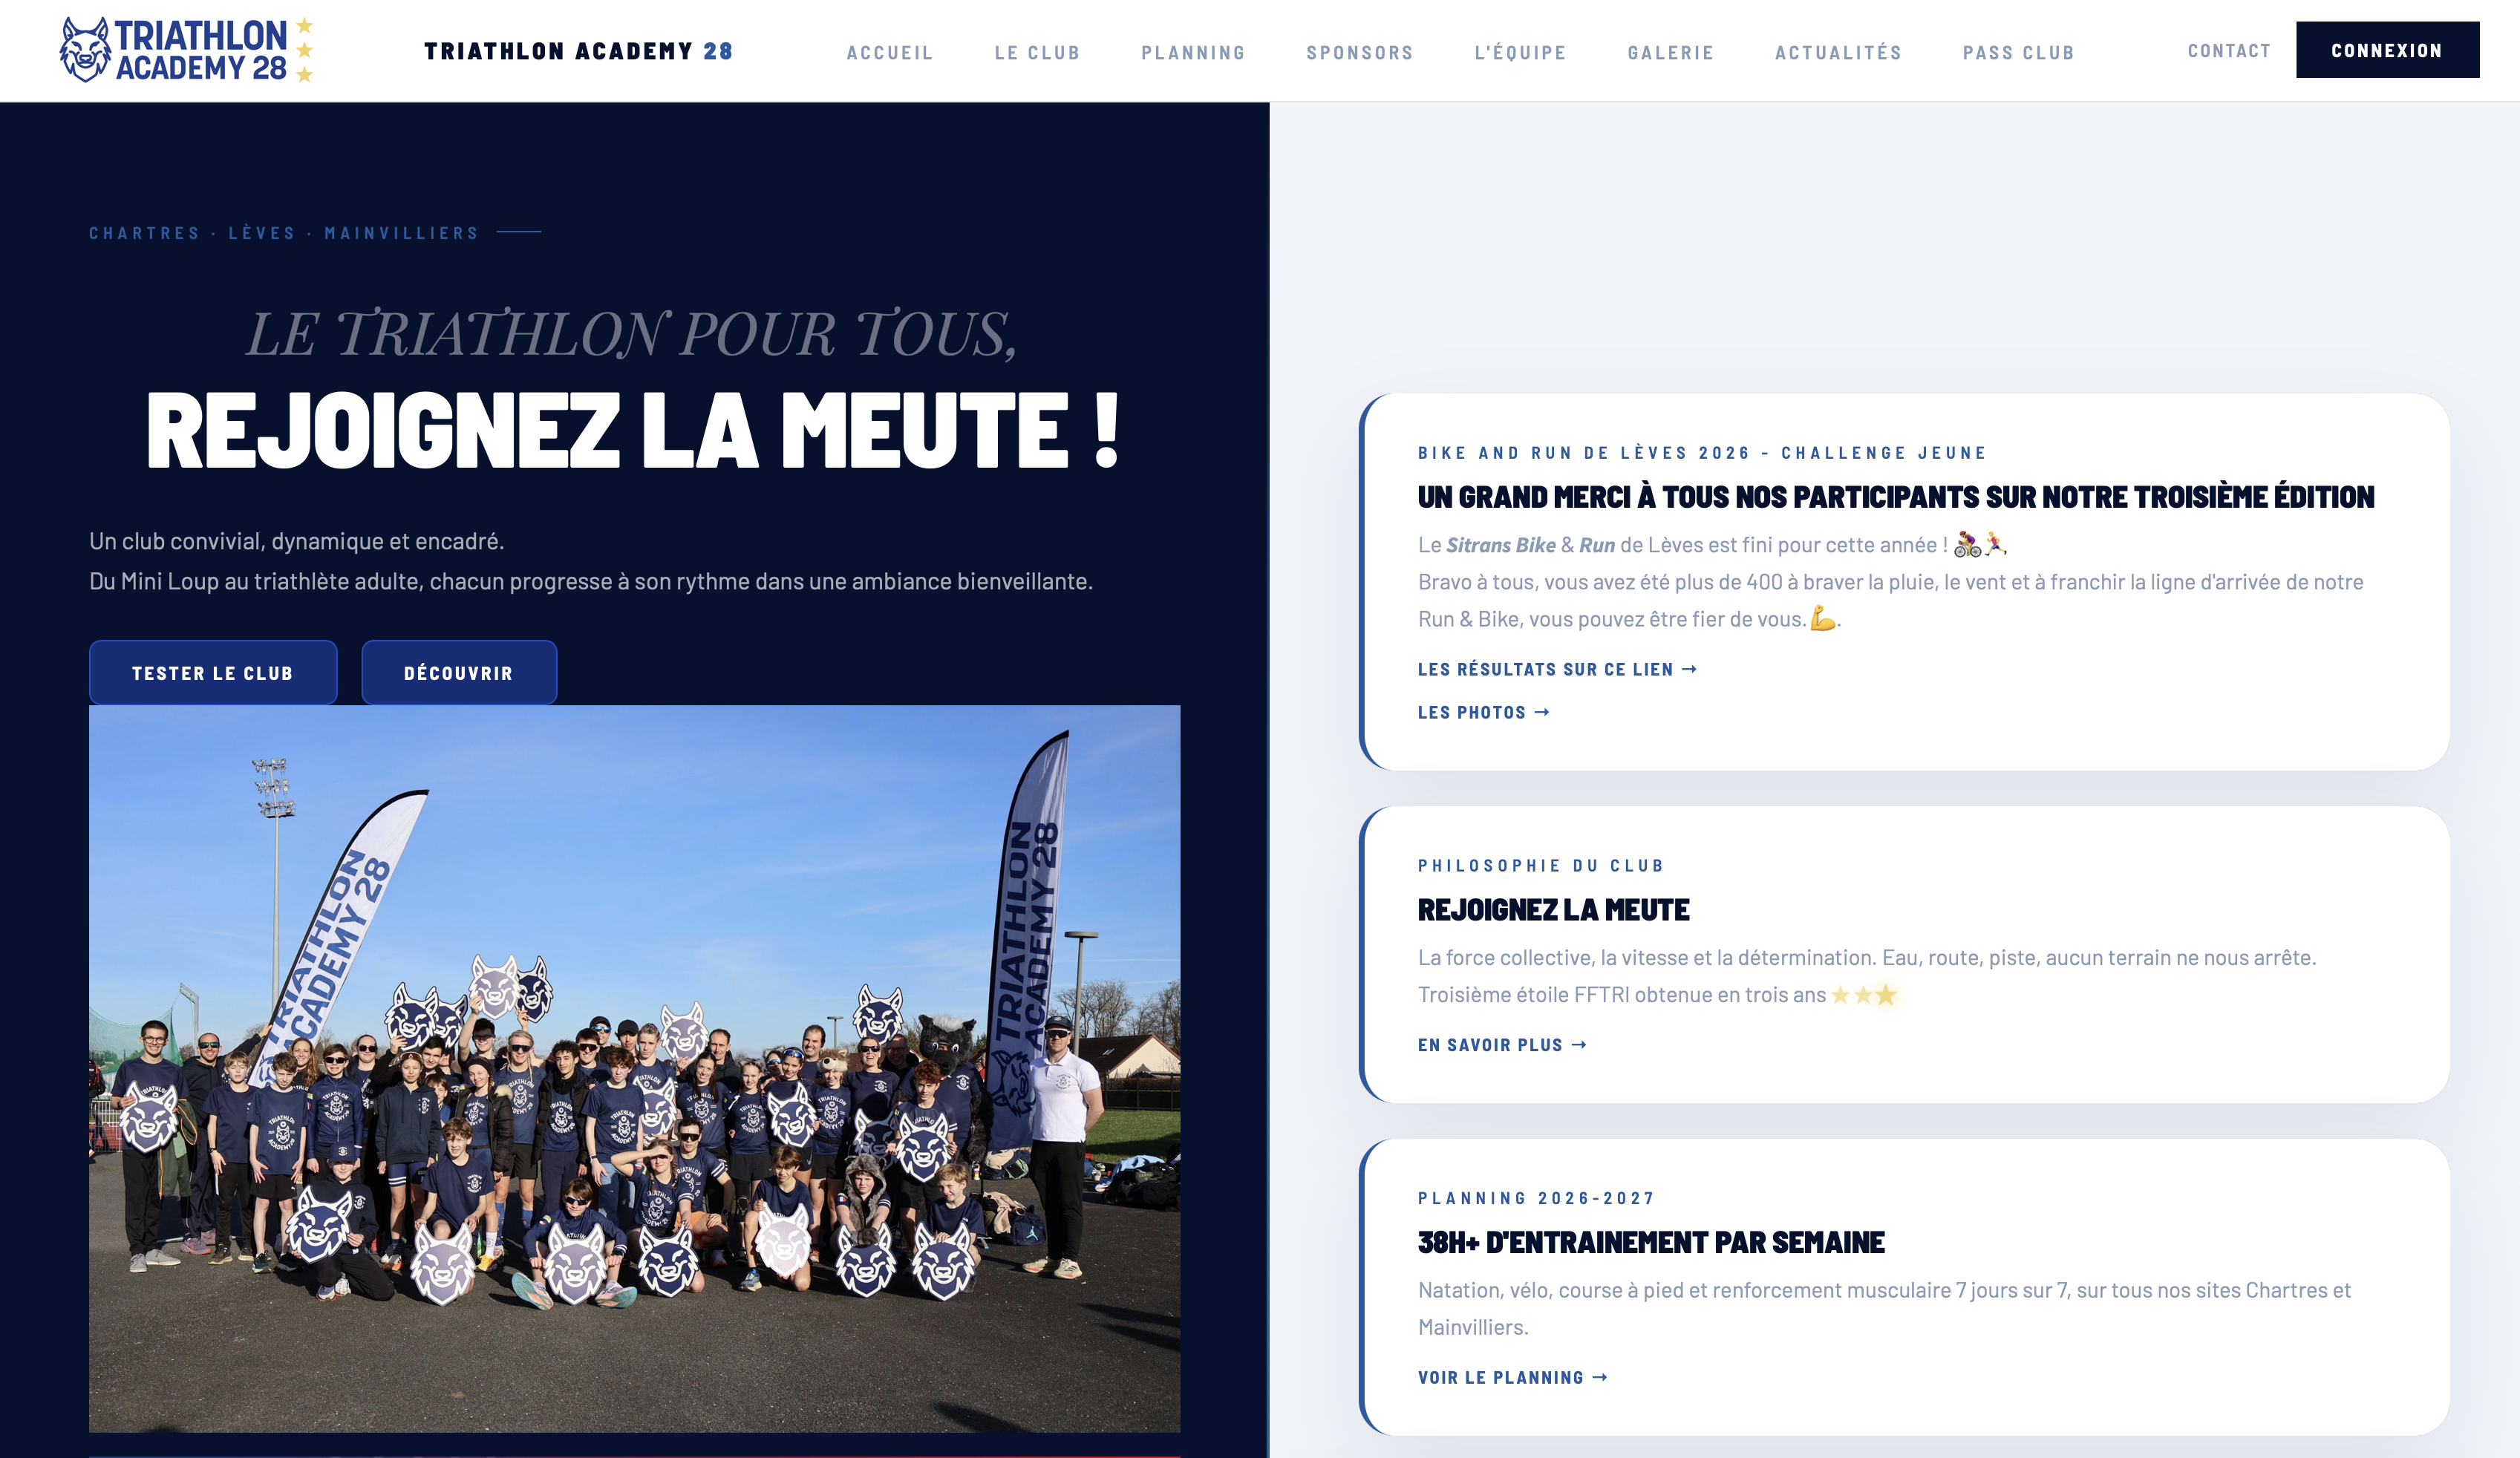 TRIATHLON
ACADEMY 28
TRIATHLON ACADEMY 28
ACCUEIL
LE CLUB
PLANNING
SPONSORS
L'ÉQUIPE
GALERIE
ACTUALITÉS
PASS CLUB
CONTACT
CONNEXION
CHARTRES · LÈVES · MAINVILLIERS
LE TRIATHLON POUR TOUS,
REJOIGNEZ LA MEUTE !
Un club convivial, dynamique et encadré.
Du Mini Loup au triathlète adulte, chacun progresse à son rythme dans une ambiance bienveillante.
TESTER LE CLUB
DÉCOUVRIR
TRIATHLON
ACADEMY 28
TRIATHLON
ACADEMY 28
BIKE AND RUN DE LÈVES 2026 - CHALLENGE JEUNE
UN GRAND MERCI À TOUS NOS PARTICIPANTS SUR NOTRE TROISIÈME ÉDITION
Le Sitrans Bike & Run de Lèves est fini pour cette année ! 🚴🏃‍♀️
Bravo à tous, vous avez été plus de 400 à braver la pluie, le vent et à franchir la ligne d'arrivée de notre
Run & Bike, vous pouvez être fier de vous.💪.
LES RÉSULTATS SUR CE LIEN →
LES PHOTOS →
PHILOSOPHIE DU CLUB
REJOIGNEZ LA MEUTE
La force collective, la vitesse et la détermination. Eau, route, piste, aucun terrain ne nous arrête.
Troisième étoile FFTRI obtenue en trois ans ★★★
EN SAVOIR PLUS →
PLANNING 2026-2027
38H+ D'ENTRAINEMENT PAR SEMAINE
Natation, vélo, course à pied et renforcement musculaire 7 jours sur 7, sur tous nos sites Chartres et
Mainvilliers.
VOIR LE PLANNING →